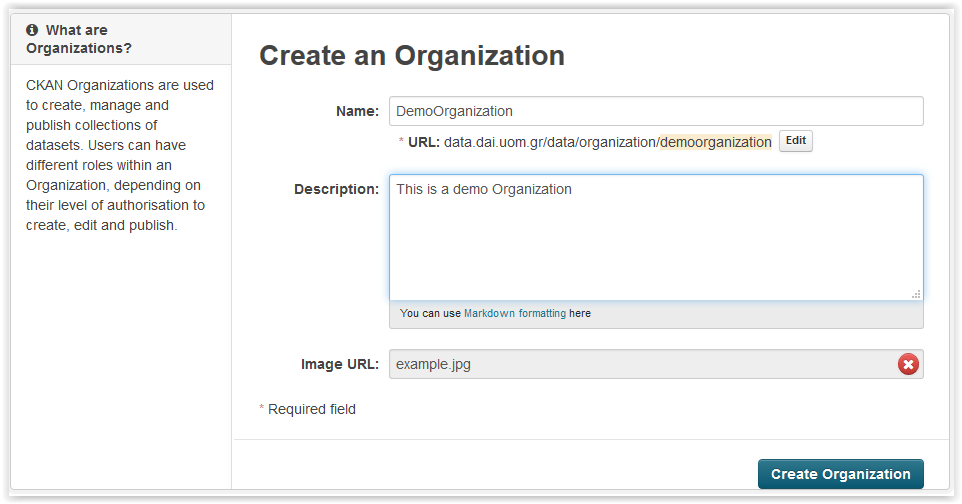 What are
Organizations?
CKAN Organizations are used
to create, manage and
publish collections of
datasets. Users can have
different roles within an
Organization, depending on
their level of authorisation to
create, edit and publish.
Create an Organization
Name: DemoOrganization
* URL: data.dai.uom.gr/data/organization/demoorganization Edit
Description: This is a demo Organization
You can use Markdown formatting here
Image URL: example.jpg
* Required field
Create Organization